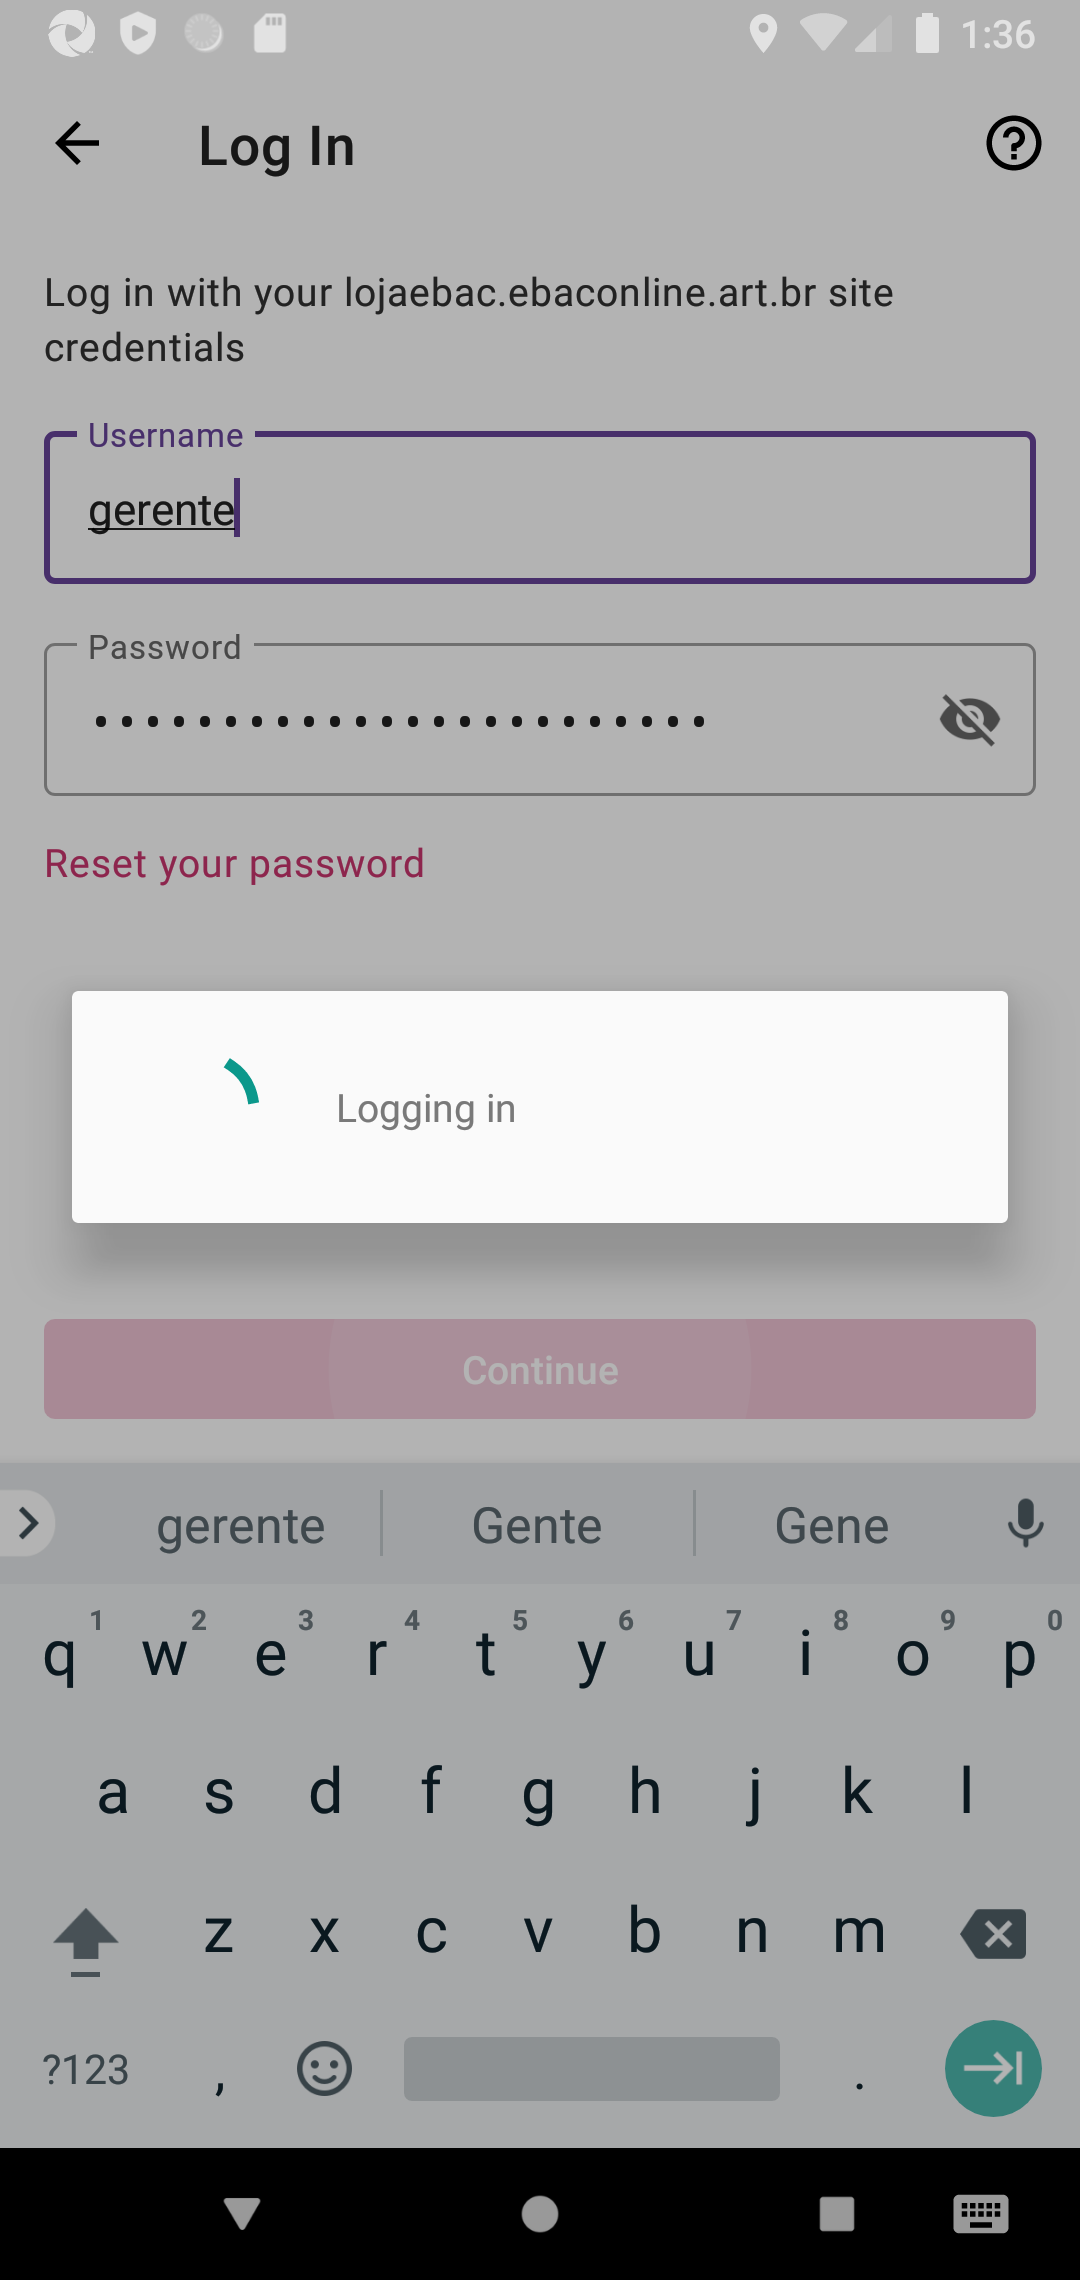 1:36
Log In
Log in with your lojaebac.ebaconline.art.br site
credentials
Username
gerente
Password
••••••••••••••••••••••••
Reset your password
Logging in
Continue
gerente Gente Gene
1 2 3 4 5 6 7 8 9 0
q w e r t y u i o p
a s d f g h j k l
z x c v b n m
?123 , .